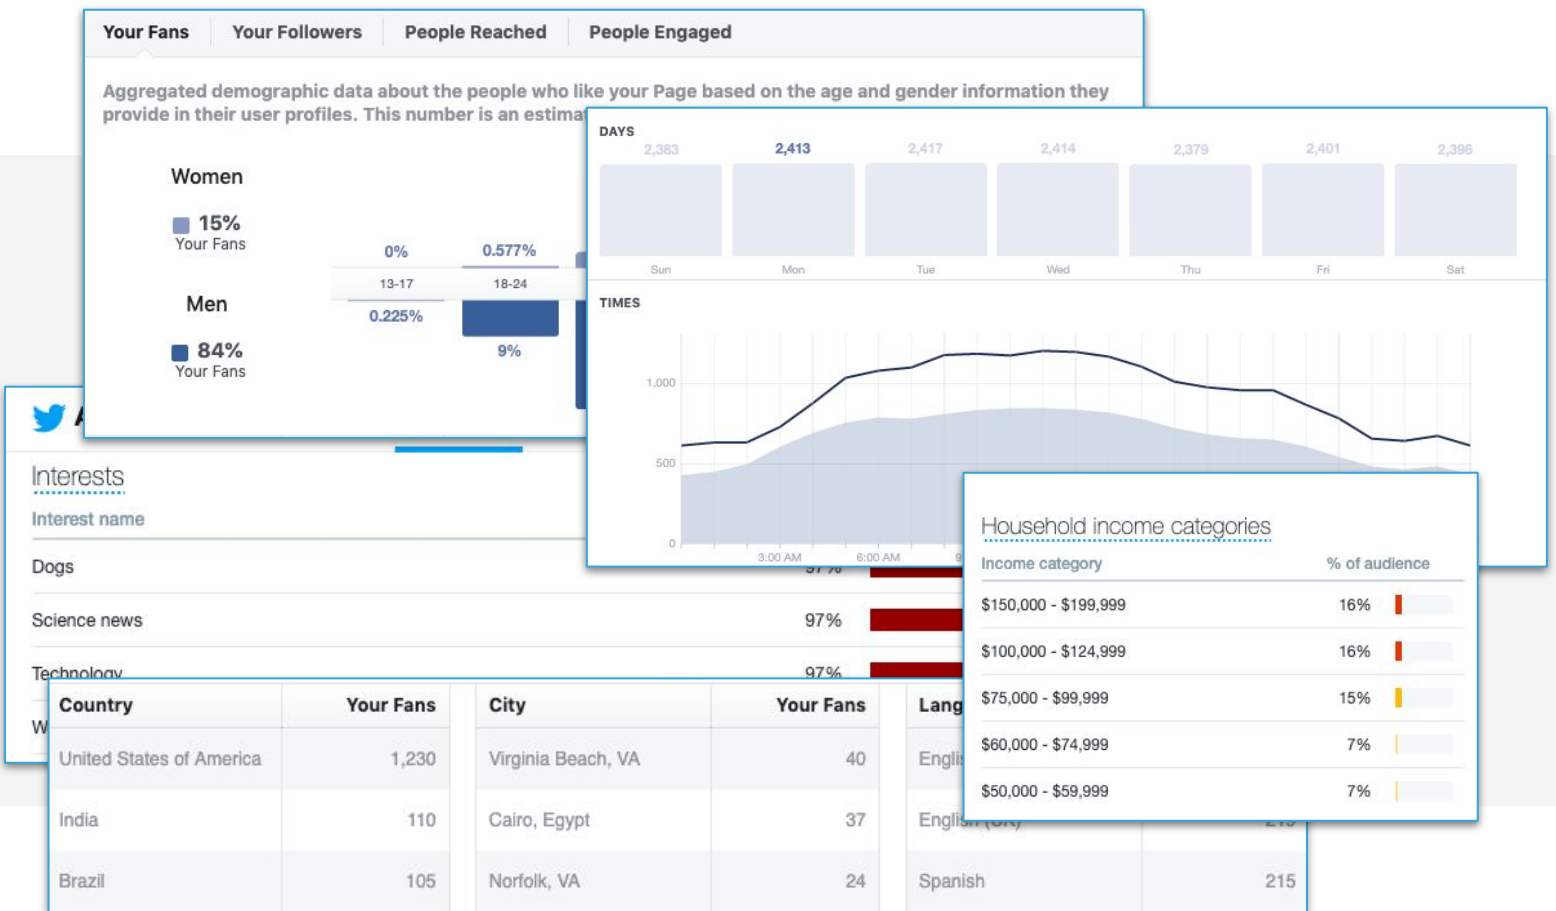 Your Fans
Your Followers
People Reached
People Engaged
Aggregated demographic data about the people who like your Page based on the age and gender information they
provide in their user profiles. This number is an
Women
15%
Your Fans
Men
84%
Your Fans
0%
0.577%
13-17
18-24
0.225%
9%
DAYS
2,383
2,413
2,417
2,414
2,379
2,401
2,396
Sun
Mon
Tue
Wed
Thu
Fri
Sat
TIMES
1,000
500
0
3:00 AM
6:00 AM
Interests
Interest name
Dogs
97%
Science news
97%
Technology
97%
Household income categories
Income category
% of audience
$150,000 - $199,999
16%
$100,000 - $124,999
16%
$75,000 - $99,999
15%
$60,000 - $74,999
7%
$50,000 - $59,999
7%
Country
Your Fans
United States of America
1,230
India
110
Brazil
105
City
Your Fans
Virginia Beach, VA
40
Cairo, Egypt
37
Norfolk, VA
24
English (UK)
215
Spanish
215